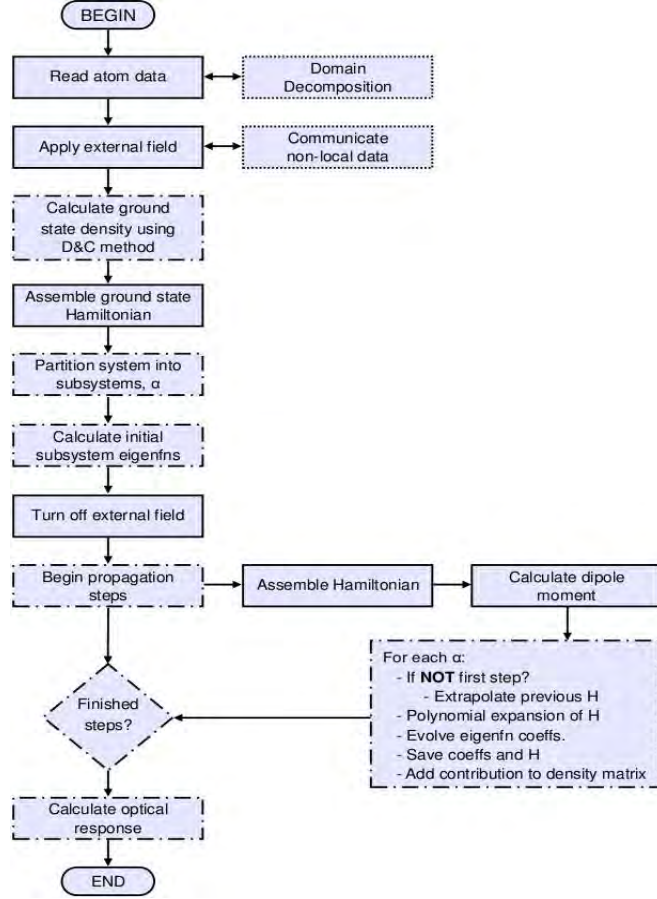 BEGIN
Read atom data
Domain
Decomposition
Apply external field
Communicate
non-local data
Calculate ground
state density using
D&C method
Assemble ground state
Hamiltonian
Partition system into
subsystems, α
Calculate initial
subsystem eigenfns
Turn off external field
Begin propagation
steps
Assemble Hamiltonian
Calculate dipole
moment
For each α:
- If NOT first step?
- Extrapolate previous H
- Polynomial expansion of H
- Evolve eigenfn coeffs.
- Save coeffs and H
- Add contribution to density matrix
Finished
steps?
Calculate optical
response
END